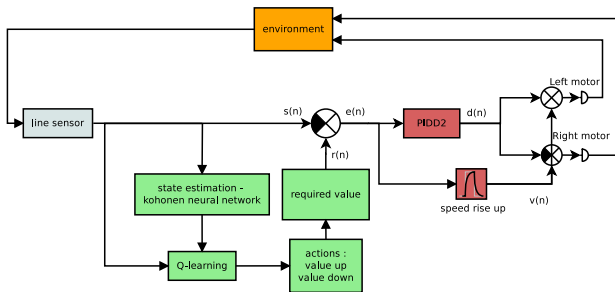 environment
Left motor
s(n)
e(n)
d(n)
line sensor
PIDD2
Right motor
r(n)
state estimation -
kohonen neural network
required value
v(n)
speed rise up
Q-learning
actions :
value up
value down